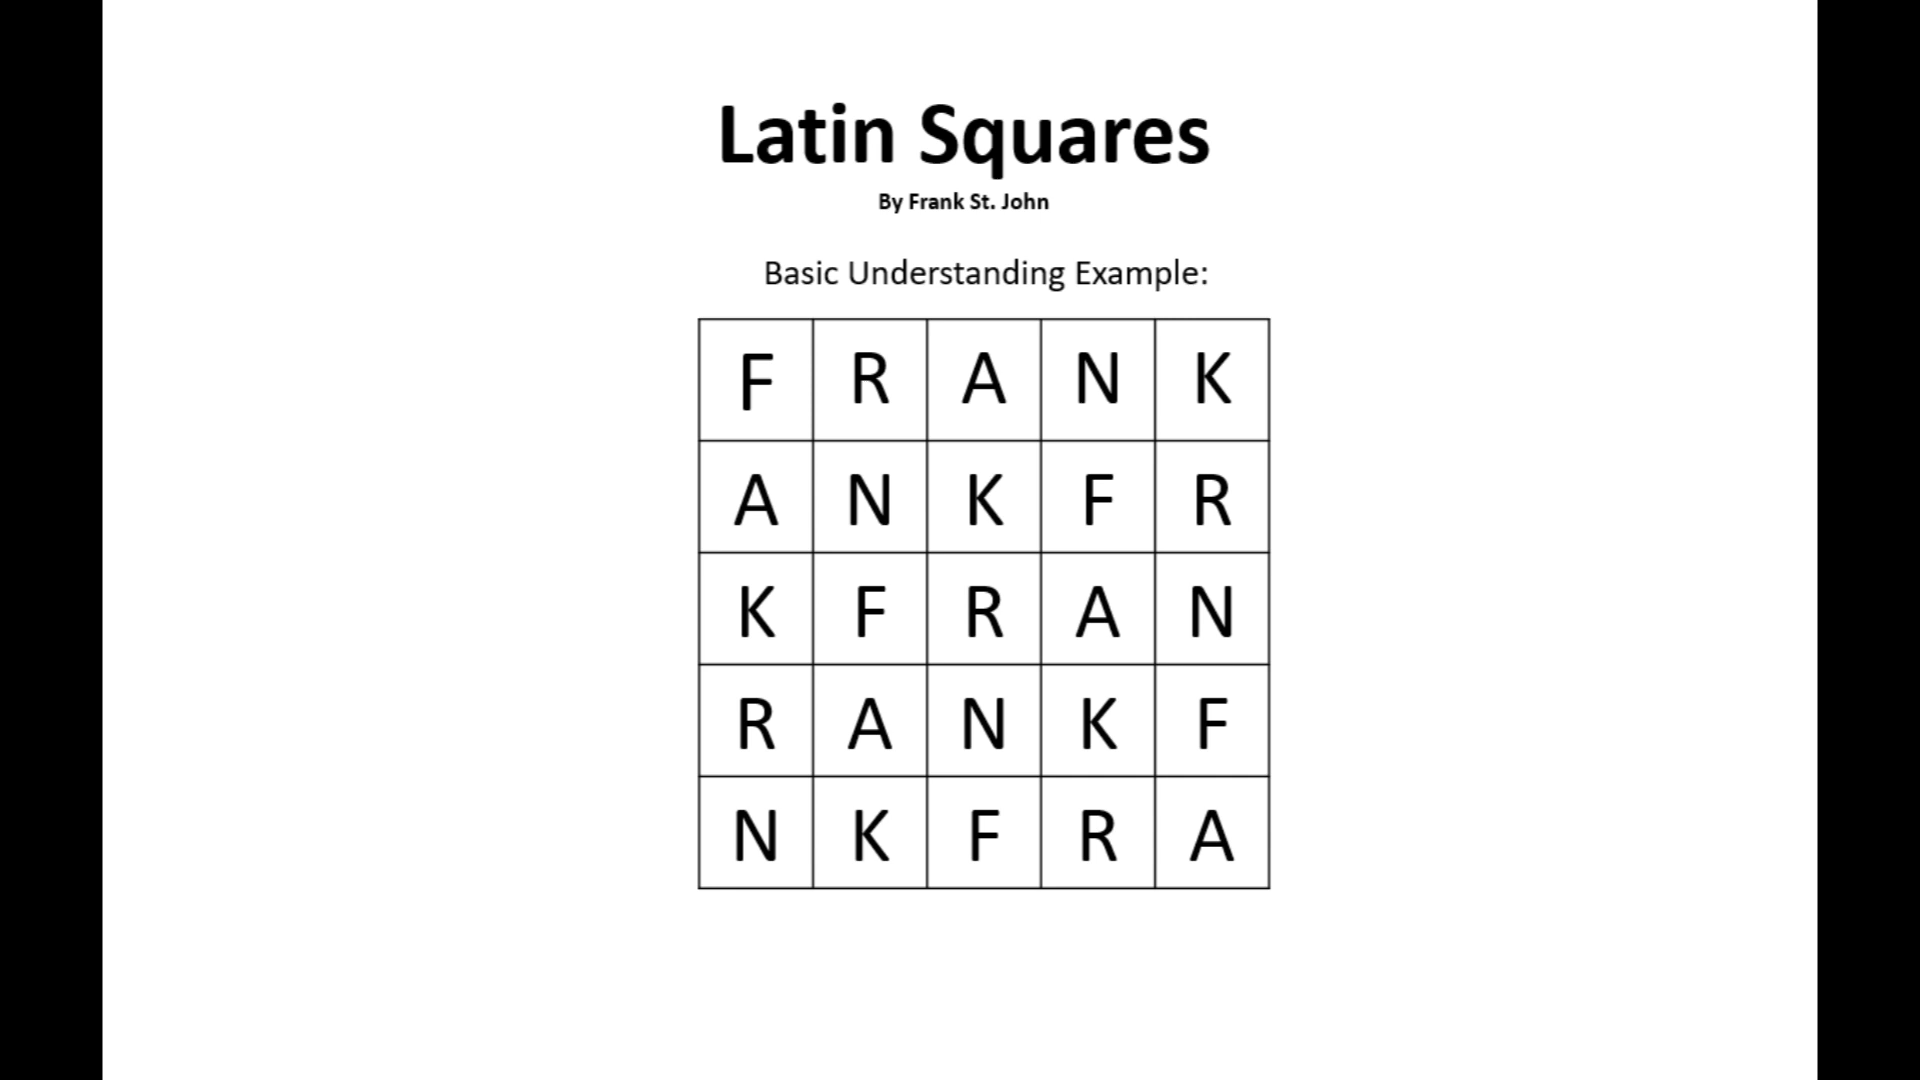 Latin Squares
By Frank St. John
Basic Understanding Example:
F R A N K
A N K F R
K F R A N
R A N K F
N K F R A